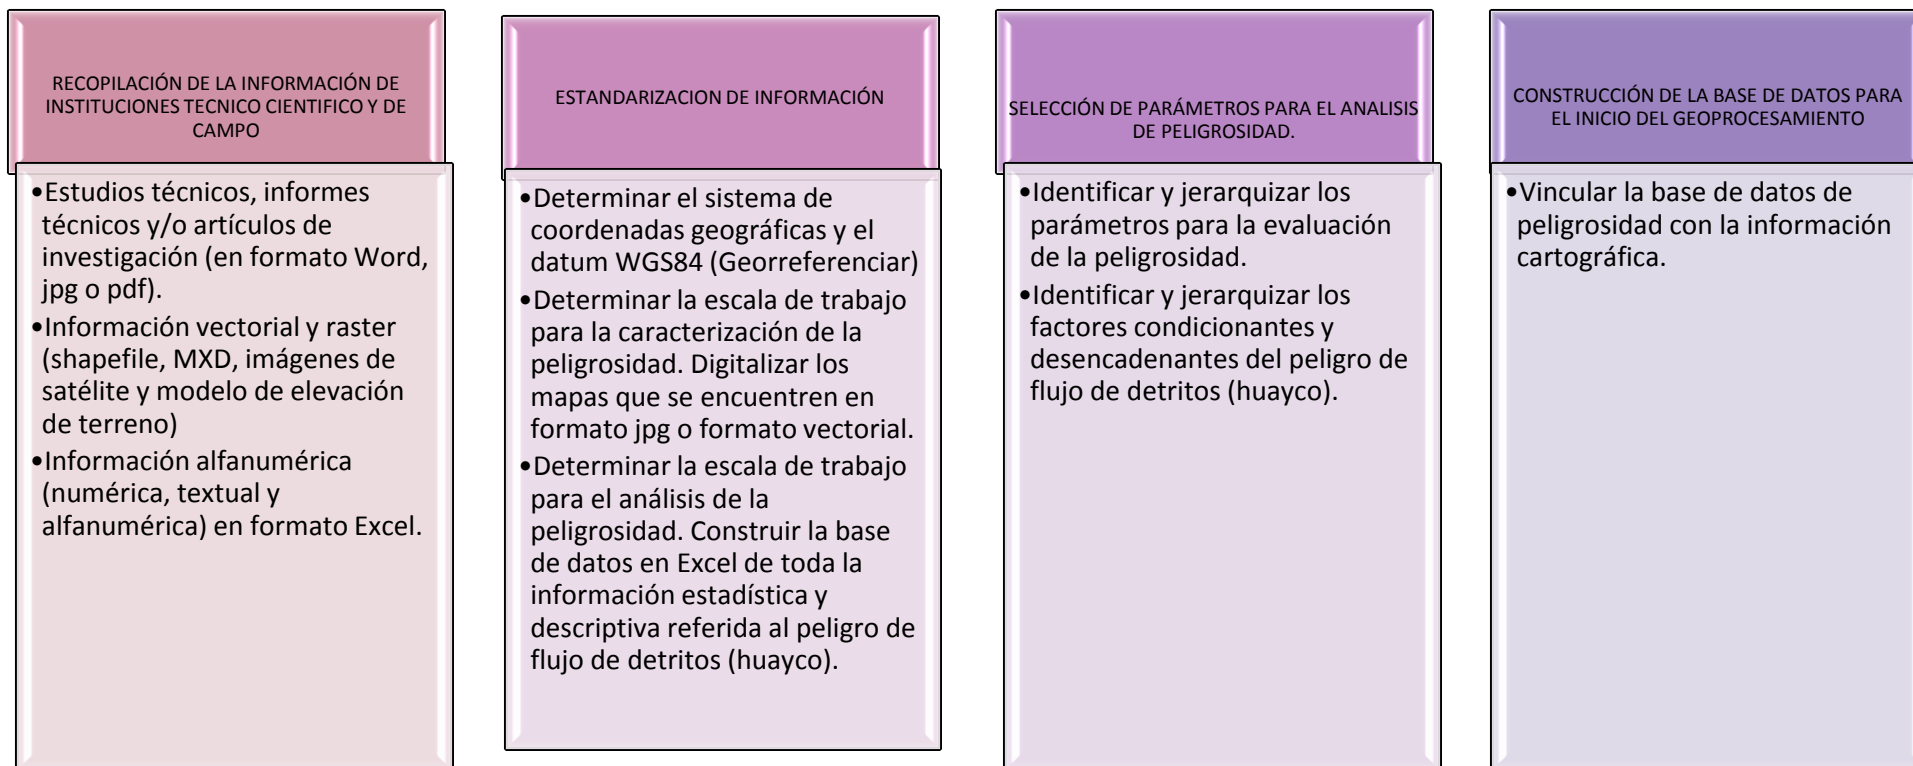 RECOPILACIÓN DE LA INFORMACIÓN DE
INSTITUCIONES TECNICO CIENTIFICO Y DE
CAMPO
•Estudios técnicos, informes
técnicos y/o artículos de
investigación (en formato Word,
jpg o pdf).
•Información vectorial y raster
(shapefile, MXD, imágenes de
satélite y modelo de elevación
de terreno)
•Información alfanumérica
(numérica, textual y
alfanumérica) en formato Excel.
ESTANDARIZACION DE INFORMACIÓN
•Determinar el sistema de
coordenadas geográficas y el
datum WGS84 (Georreferenciar)
•Determinar la escala de trabajo
para la caracterización de la
peligrosidad. Digitalizar los
mapas que se encuentren en
formato jpg o formato vectorial.
•Determinar la escala de trabajo
para el análisis de la
peligrosidad. Construir la base
de datos en Excel de toda la
información estadística y
descriptiva referida al peligro de
flujo de detritos (huayco).
SELECCIÓN DE PARÁMETROS PARA EL ANALISIS
DE PELIGROSIDAD.
•Identificar y jerarquizar los
parámetros para la evaluación
de la peligrosidad.
•Identificar y jerarquizar los
factores condicionantes y
desencadenantes del peligro de
flujo de detritos (huayco).
CONSTRUCCIÓN DE LA BASE DE DATOS PARA
EL INICIO DEL GEOPROCESAMIENTO
•Vincular la base de datos de
peligrosidad con la información
cartográfica.